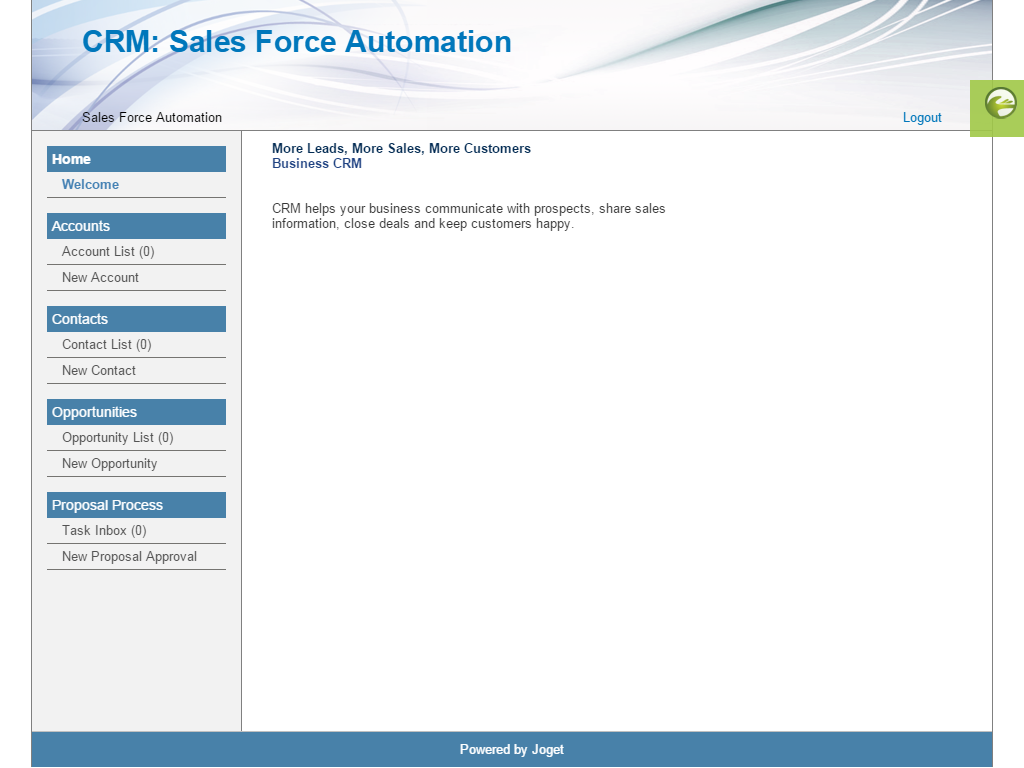 CRM: Sales Force Automation
Sales Force Automation
Logout
Home
Welcome
Accounts
Account List (0)
New Account
Contacts
Contact List (0)
New Contact
Opportunities
Opportunity List (0)
New Opportunity
Proposal Process
Task Inbox (0)
New Proposal Approval
More Leads, More Sales, More Customers
Business CRM
CRM helps your business communicate with prospects, share sales
information, close deals and keep customers happy.
Powered by Joget